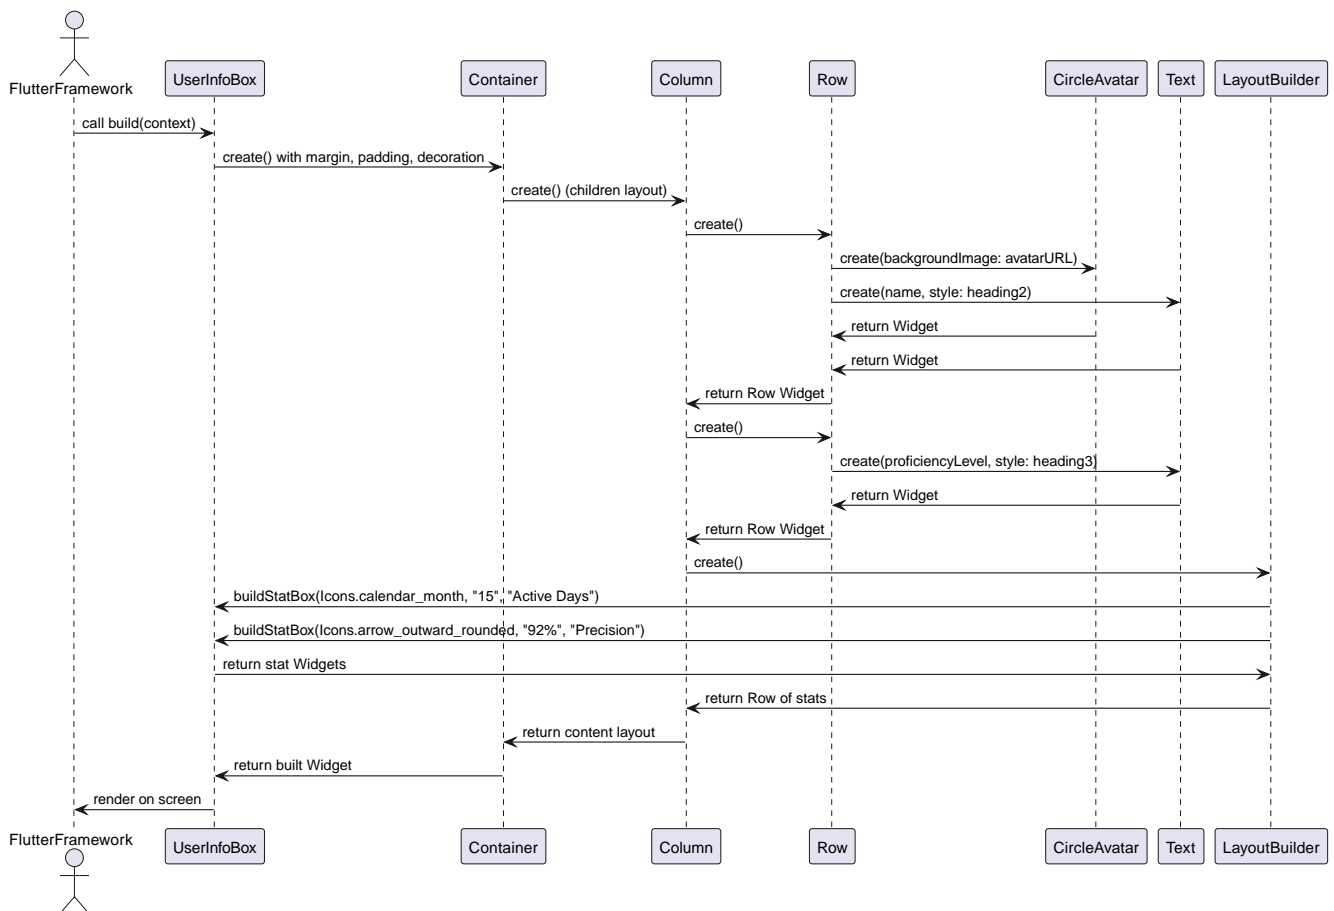 FlutterFramework
UserInfoBox
Container
Column
Row
CircleAvatar
Text
LayoutBuilder
call build(context)
create() with margin, padding, decoration
create() (children layout)
create()
create(backgroundImage: avatarURL)
create(name, style: heading2)
return Widget
return Widget
return Row Widget
create()
create(proficiencyLevel, style: heading3)
return Widget
return Row Widget
create()
buildStatBox(Icons.calendar_month, "15", "Active Days")
buildStatBox(Icons.arrow_outward_rounded, "92%", "Precision")
return stat Widgets
return Row of stats
return content layout
return built Widget
render on screen
FlutterFramework
UserInfoBox
Container
Column
Row
CircleAvatar
Text
LayoutBuilder